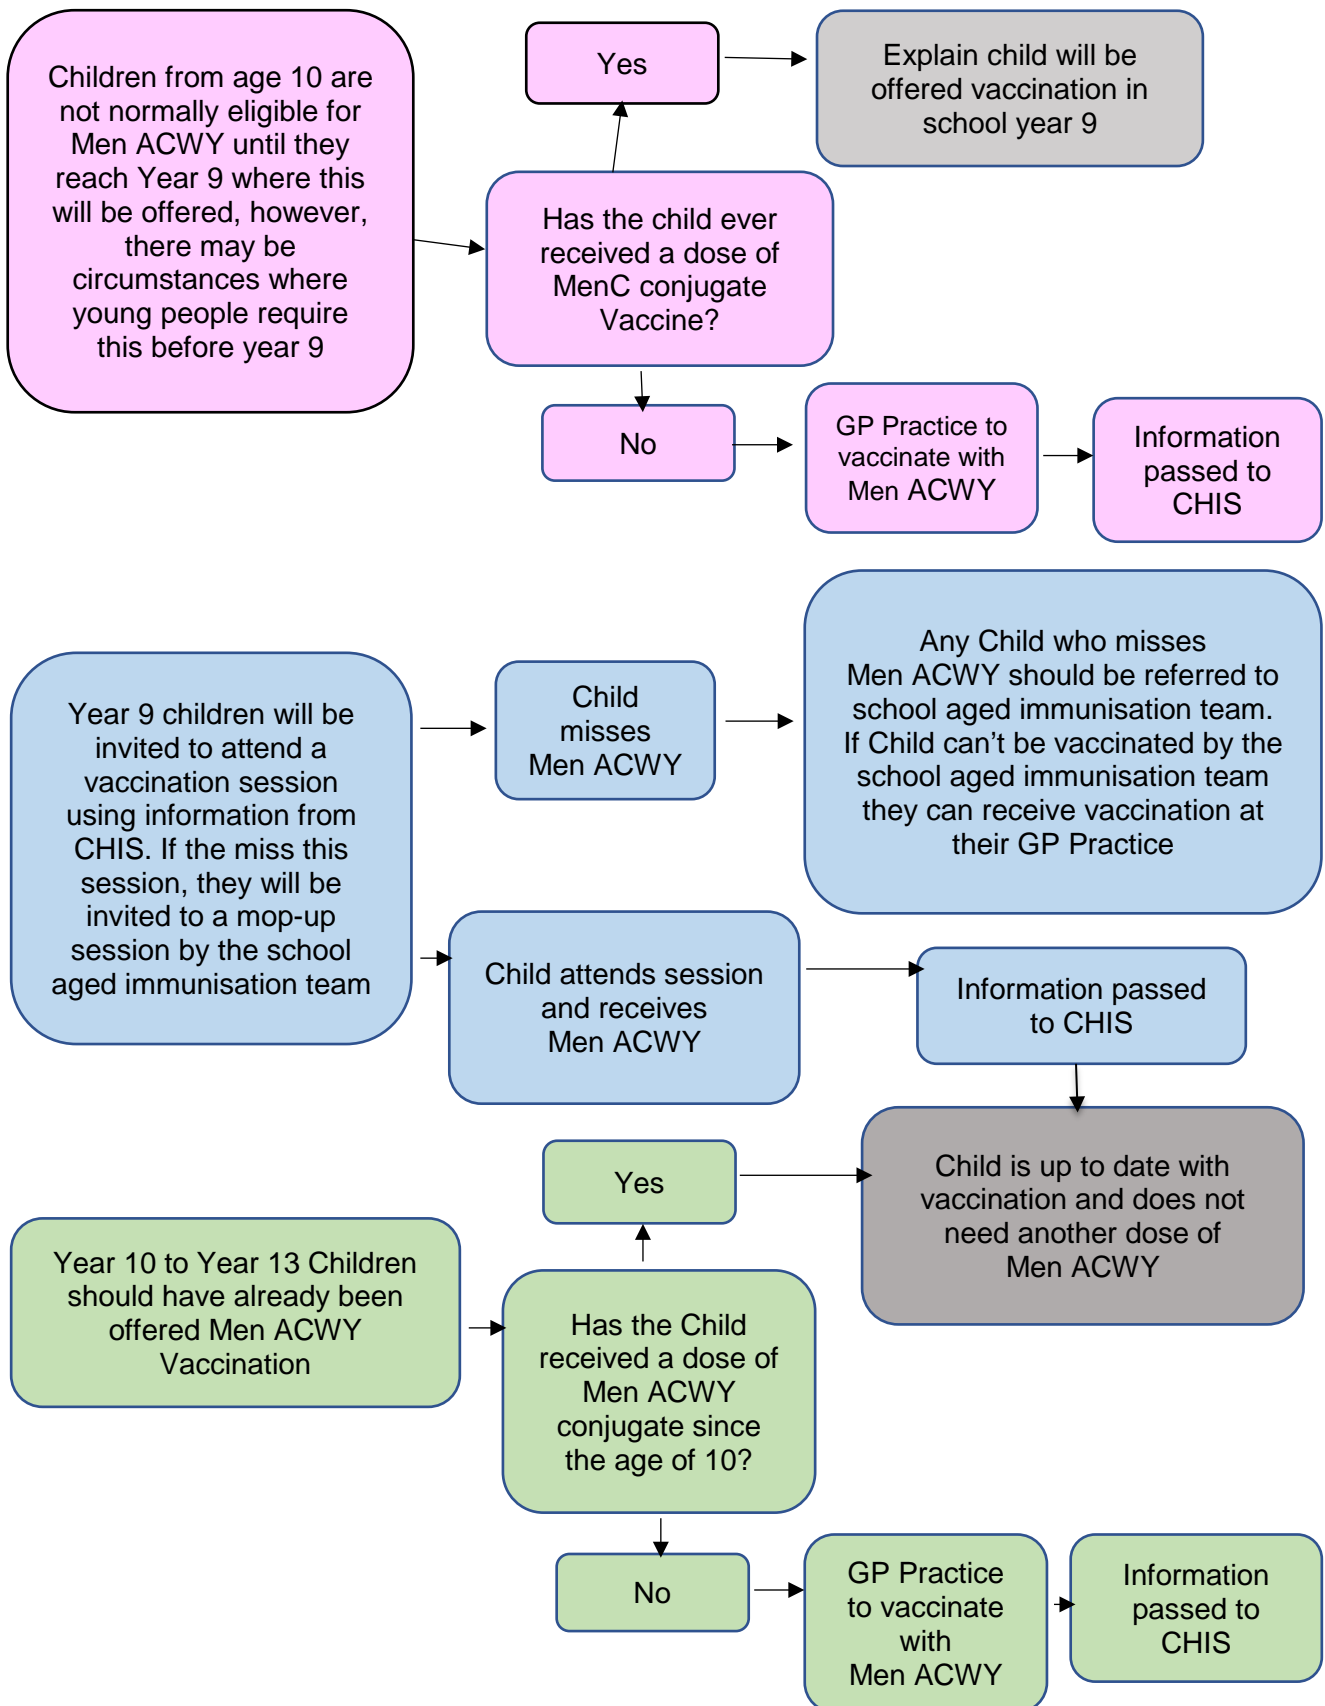 Children from age 10 are
not normally eligible for
Men ACWY until they
reach Year 9 where this
will be offered, however,
there may be
circumstances where
young people require
this before year 9
Yes
Explain child will be
offered vaccination in
school year 9
Has the child ever
received a dose of
MenC conjugate
Vaccine?
No
GP Practice to
vaccinate with
Men ACWY
Information
passed to
CHIS
Year 9 children will be
invited to attend a
vaccination session
using information from
CHIS. If the miss this
session, they will be
invited to a mop-up
session by the school
aged immunisation team
Child
misses
Men ACWY
Any Child who misses
Men ACWY should be referred to
school aged immunisation team.
If Child can’t be vaccinated by the
school aged immunisation team
they can receive vaccination at
their GP Practice
Child attends session
and receives
Men ACWY
Information passed
to CHIS
Child is up to date with
vaccination and does not
need another dose of
Men ACWY
Year 10 to Year 13 Children
should have already been
offered Men ACWY
Vaccination
Yes
Has the Child
received a dose of
Men ACWY
conjugate since
the age of 10?
No
GP Practice
to vaccinate
with
Men ACWY
Information
passed to
CHIS